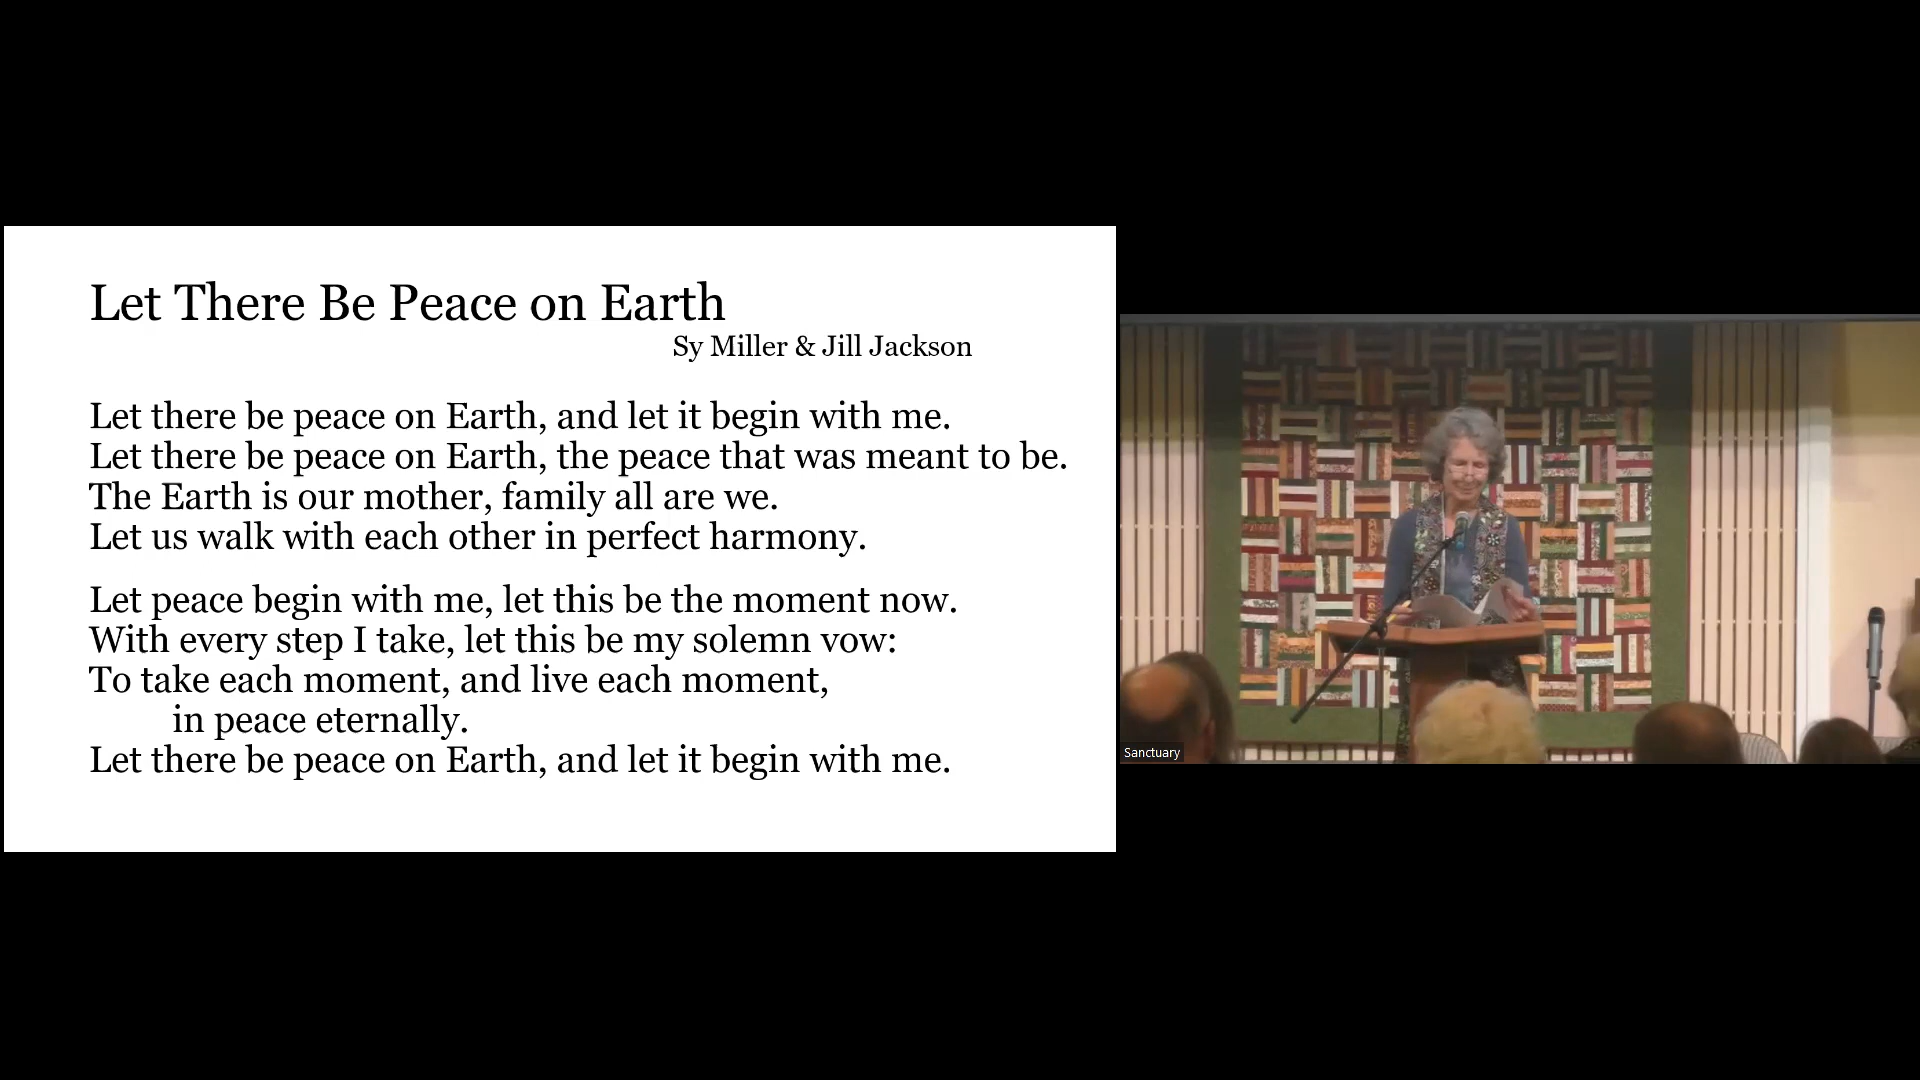 Let There Be Peace on Earth
Sy Miller & Jill Jackson
Let there be peace on Earth, and let it begin with me.
Let there be peace on Earth, the peace that was meant to be.
The Earth is our mother, family all are we.
Let us walk with each other in perfect harmony.
Let peace begin with me, let this be the moment now.
With every step I take, let this be my solemn vow:
To take each moment, and live each moment,
in peace eternally.
Let there be peace on Earth, and let it begin with me.
Sanctuary